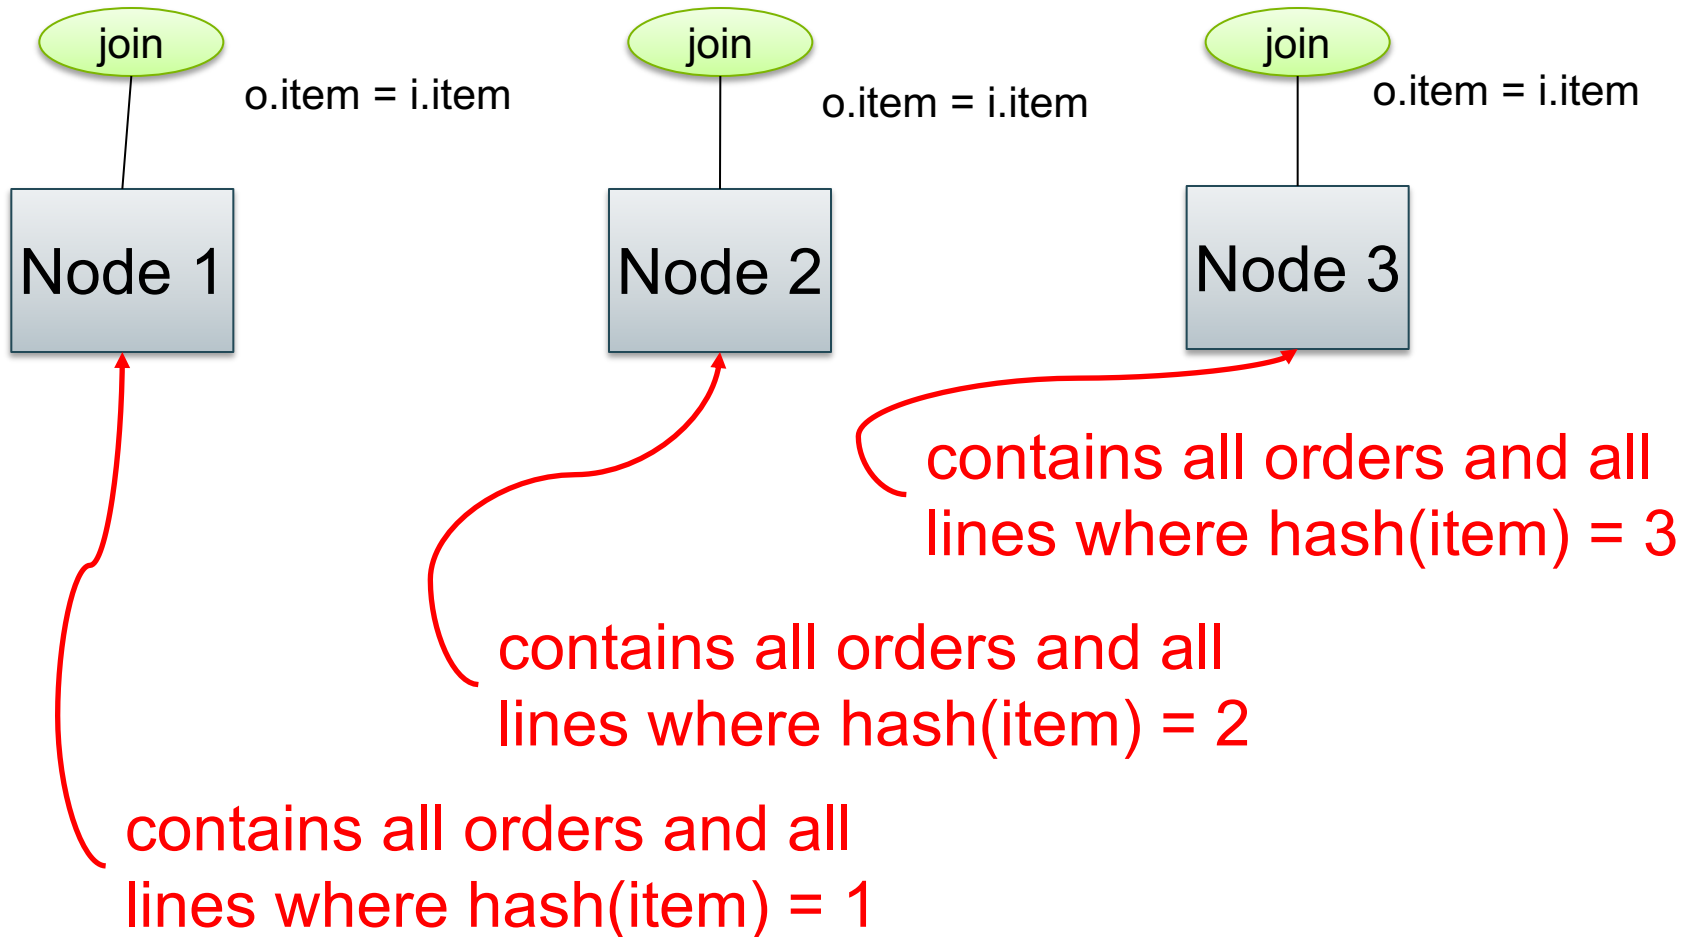 join
join
join
o.item = i.item
o.item = i.item
o.item = i.item
Node 1
Node 2
Node 3
contains all orders and all
lines where hash(item) = 3
contains all orders and all
lines where hash(item) = 2
contains all orders and all
lines where hash(item) = 1